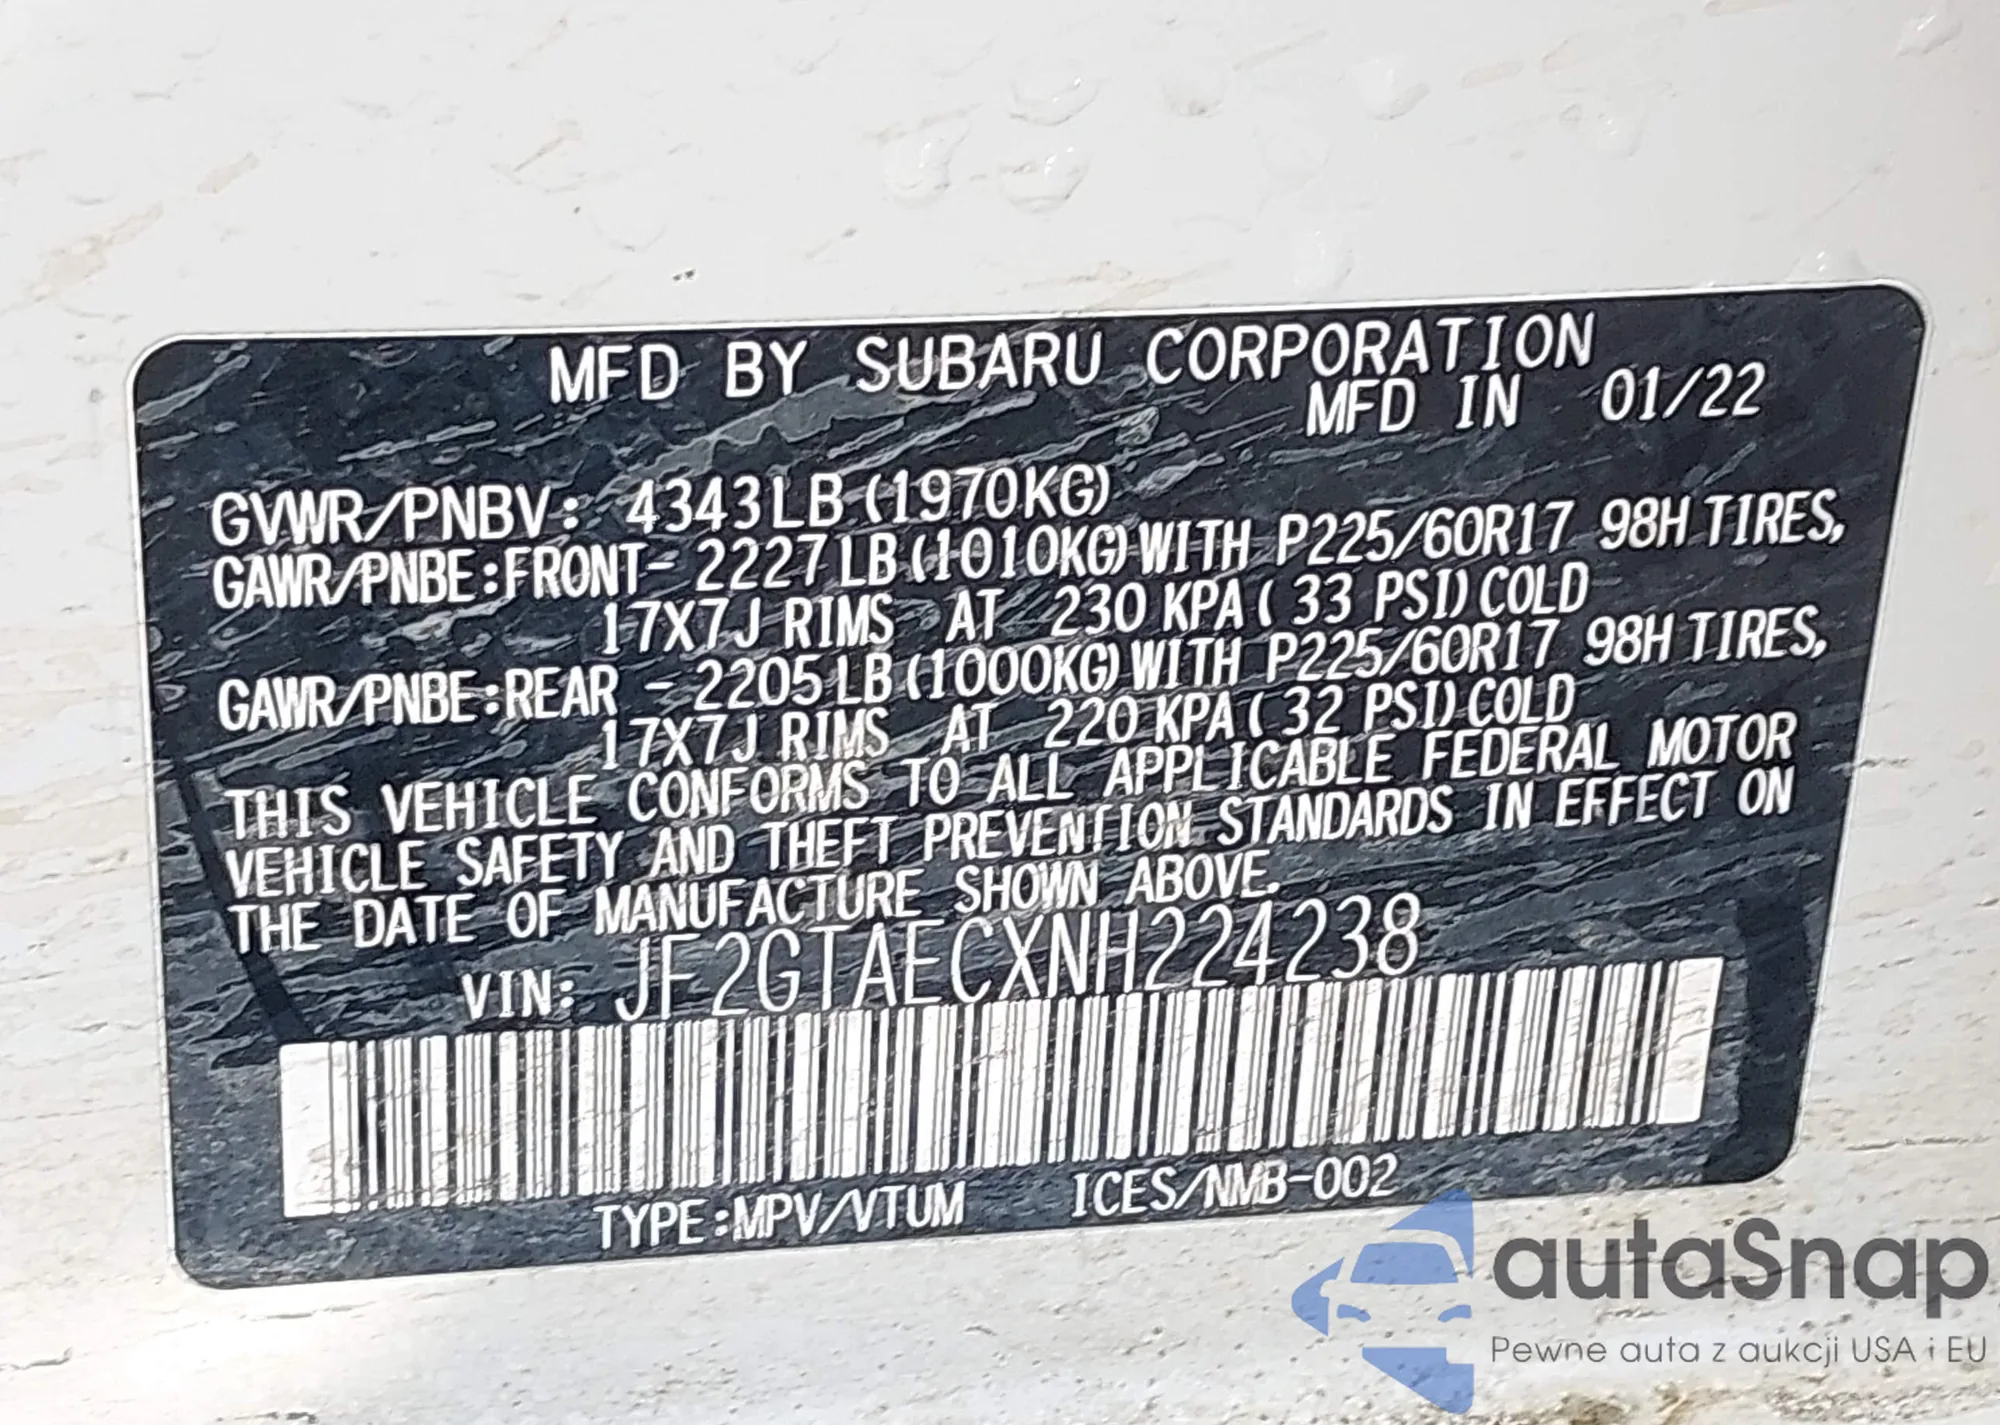 MFD BY SUBARU CORPORATION
MFD IN 01/22
GVWR/PNBV: 4343LB (1970KG)
GAWR/PNBE:FRONT- 2227LB (1010KG) WITH P225/60R17 98H TIRES,
17X7J RIMS AT 230 KPA ( 33 PSI) COLD
GAWR/PNBE:REAR - 2205LB (1000KG) WITH P225/60R17 98H TIRES,
17X7J RIMS AT 220 KPA ( 32 PSI) COLD
THIS VEHICLE CONFORMS TO ALL APPLICABLE FEDERAL MOTOR
VEHICLE SAFETY AND THEFT PREVENTION STANDARDS IN EFFECT ON
THE DATE OF MANUFACTURE SHOWN ABOVE.
VIN: JF2GTAECXNH224238
TYPE:MPV/VTUM ICES/NMB-002
autaSnap
Pewne auta z aukcji USA i EU